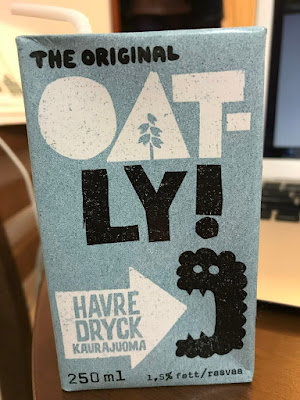 THE ORIGINAL
OAT-
LY!
HAVRE
DRYCK
KAURAJUOMA
250 ml 1,5% fett/rasvaa